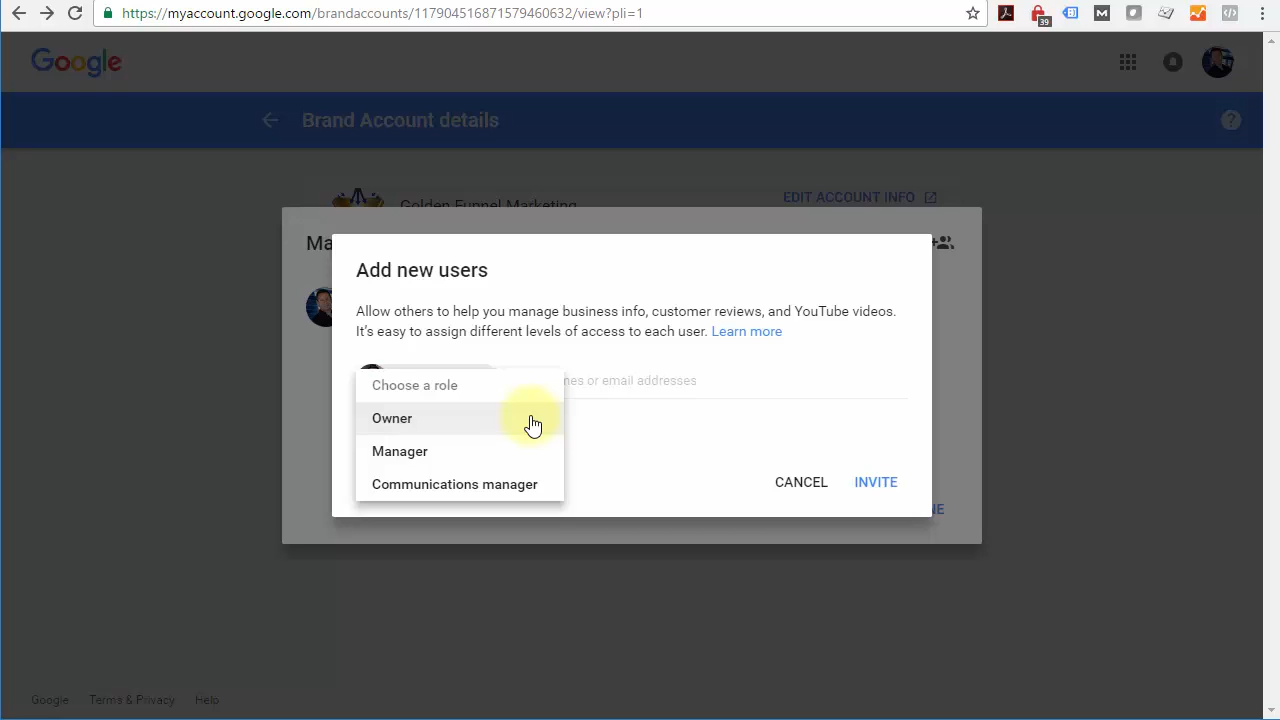 https://myaccount.google.com/brandaccounts/117904516871579460632/view?pli=1
39
Google
Brand Account details
Golden Funnel Marketing
EDIT ACCOUNT INFO
Add new users
Allow others to help you manage business info, customer reviews, and YouTube videos.
It's easy to assign different levels of access to each user. Learn more
or email addresses
Choose a role
Owner
Manager
Communications manager
CANCEL
INVITE
Google
Terms & Privacy
Help